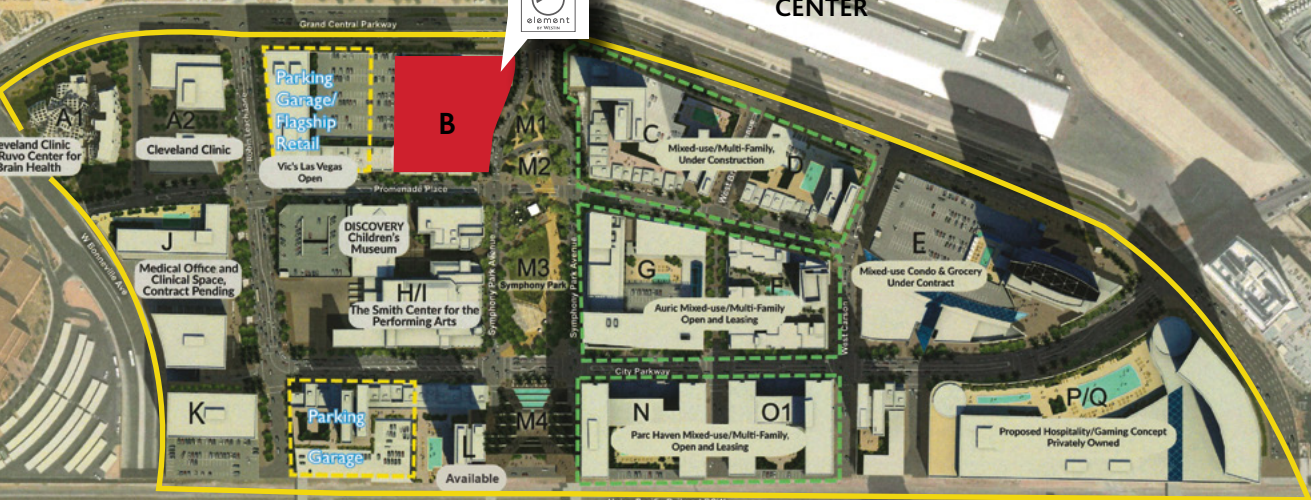 element
BY WESTIN
CENTER
Grand Central Parkway
Parking
Garage/
Flagship
Retail
Vic's Las Vegas
Open
B
M1
M2
M3
M4
A1
A2
Cleveland Clinic
eveland Clinic
Ruvo Center for
Brain Health
C
D
Mixed-use/Multi-Family,
Under Construction
Promenade Place
J
Medical Office and
Clinical Space,
Contract Pending
W Bonneville Ave
DISCOVERY
Children's
Museum
H/I
The Smith Center for the
Performing Arts
Symphony Park Avenue
Symphony Park
Symphony Park Avenue
G
F
Auric Mixed-use/Multi-Family
Open and Leasing
West Carson
E
Mixed-use Condo & Grocery
Under Contract
City Parkway
K
Parking
Garage
L
Available
N
O1
Parc Haven Mixed-use/Multi-Family,
Open and Leasing
P/Q
Proposed Hospitality/Gaming Concept
Privately Owned